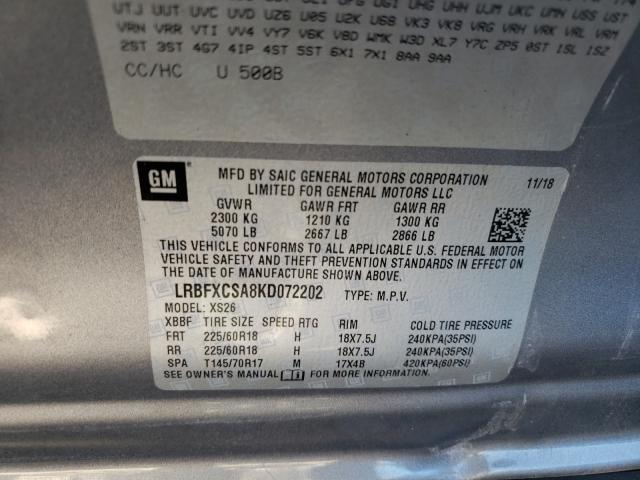 UTJ UUT UVC UVD UZ6 U05 U2K U68 VK3 VK8 VRG VRH VRK VRL VRM
VRN VRR VTI VV4 VY7 V6K V8D WMK W3D XL7 Y7C ZP5 0ST 1SL 1SZ
2ST 3ST 4G7 4IP 4ST 5ST 6X1 7X1 8AA 9AA
CC/HC U 500B
GM
MFD BY SAIC GENERAL MOTORS CORPORATION 11/18
LIMITED FOR GENERAL MOTORS LLC
GVWR GAWR FRT GAWR RR
2300 KG 1210 KG 1300 KG
5070 LB 2667 LB 2866 LB
THIS VEHICLE CONFORMS TO ALL APPLICABLE U.S. FEDERAL MOTOR
VEHICLE SAFETY AND THEFT PREVENTION STANDARDS IN EFFECT ON
THE DATE OF MANUFACTURE SHOWN ABOVE.
LRBFXCSA8KD072202 TYPE: M.P.V.
MODEL: XS26
XBBF TIRE SIZE SPEED RTG RIM COLD TIRE PRESSURE
FRT 225/60R18 H 18X7.5J 240KPA(35PSI)
RR 225/60R18 H 18X7.5J 240KPA(35PSI)
SPA T145/70R17 M 17X4B 420KPA(60PSI)
SEE OWNER'S MANUAL FOR MORE INFORMATION